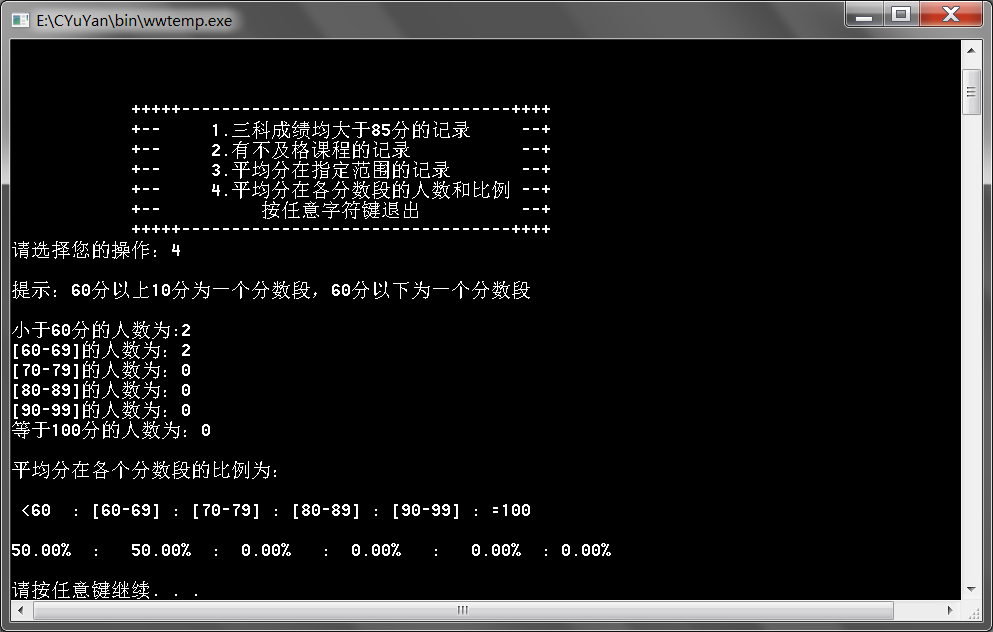 E:\CYuYan\bin\wwtemp.exe
+++++---------------------------------++++
+-- 1.三科成绩均大于85分的记录 --+
+-- 2.有不及格课程的记录 --+
+-- 3.平均分在指定范围的记录 --+
+-- 4.平均分在各分数段的人数和比例 --+
+-- 按任意字符键退出 --+
+++++---------------------------------++++
请选择您的操作：4
提示：60分以上10分为一个分数段，60分以下为一个分数段
小于60分的人数为:2
[60-69]的人数为：2
[70-79]的人数为：0
[80-89]的人数为：0
[90-99]的人数为：0
等于100分的人数为：0
平均分在各个分数段的比例为：
<60 : [60-69] : [70-79] : [80-89] : [90-99] : =100
50.00% : 50.00% : 0.00% : 0.00% : 0.00% : 0.00%
请按任意键继续. . .